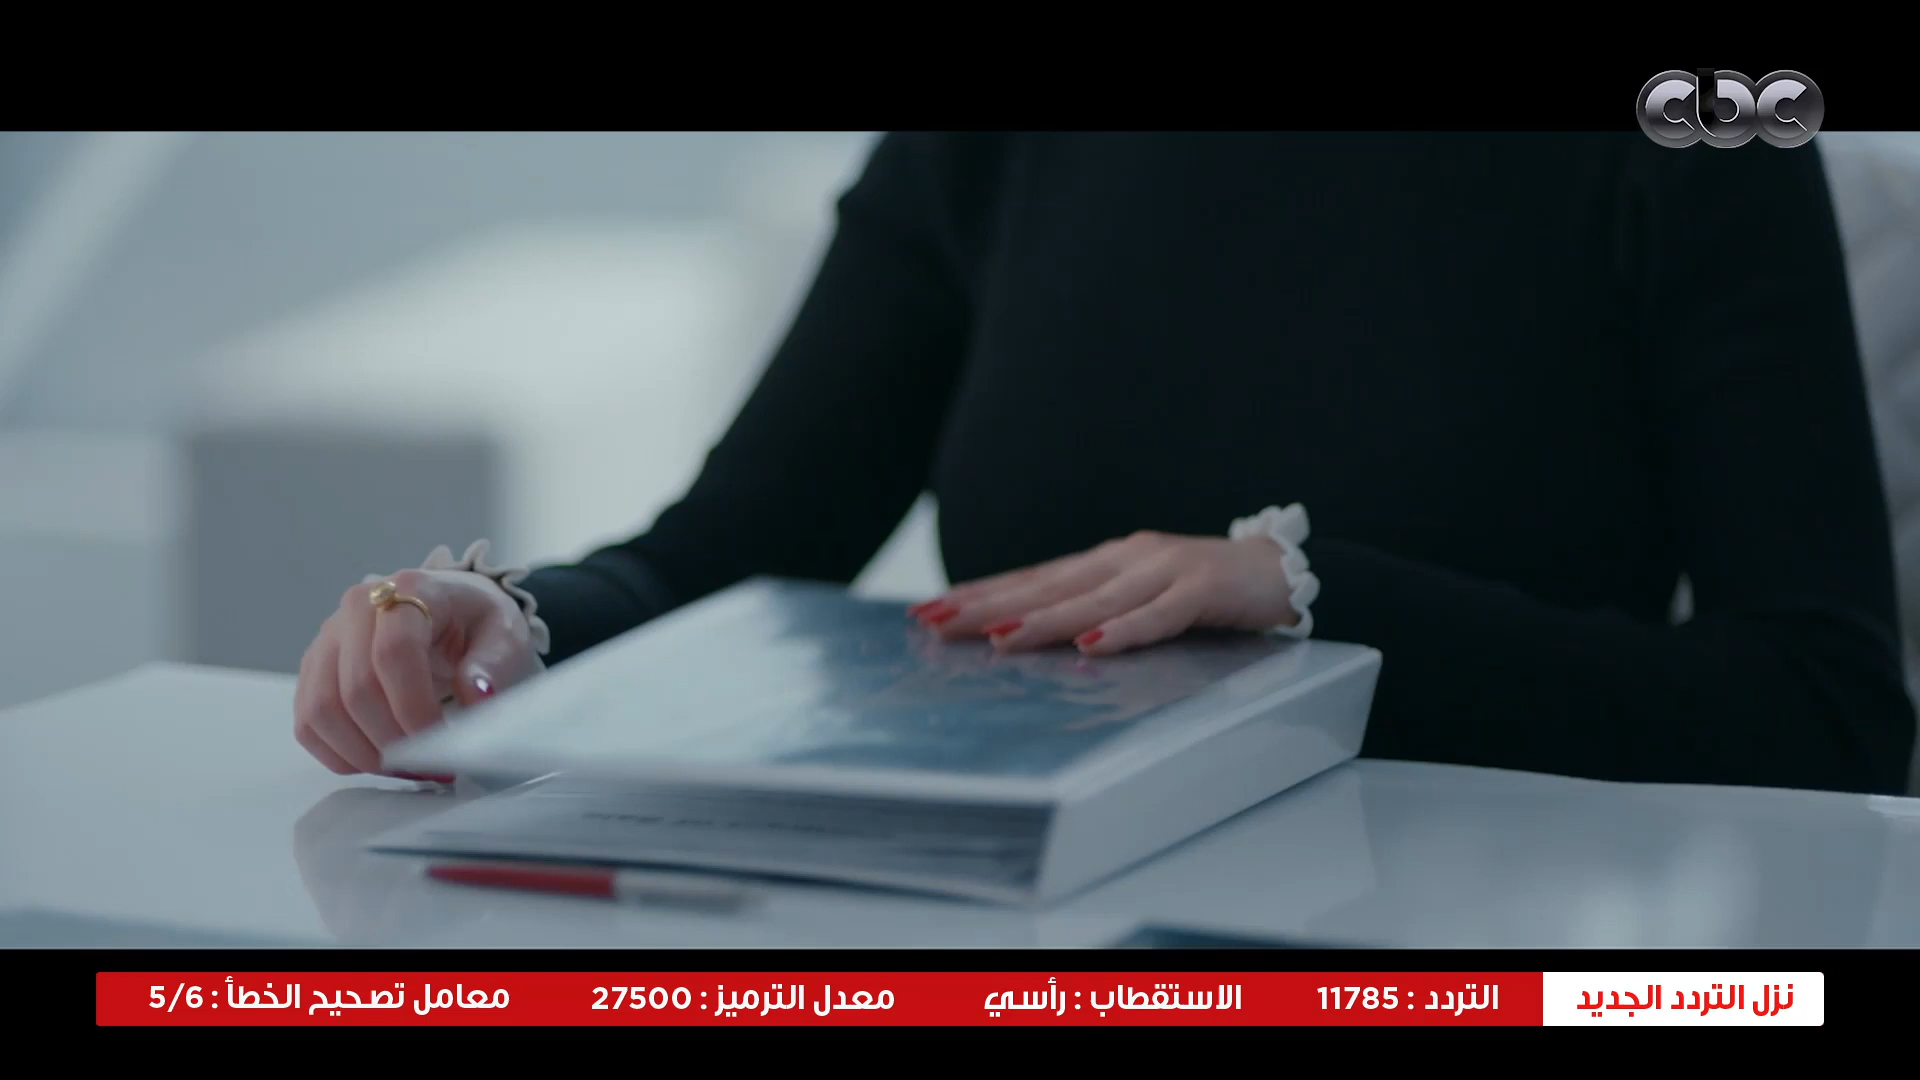 cbc
نزل التردد الجديد التردد : 11785 الاستقطاب : رأسي معدل الترميز : 27500 معامل تصحيح الخطأ : 5/6